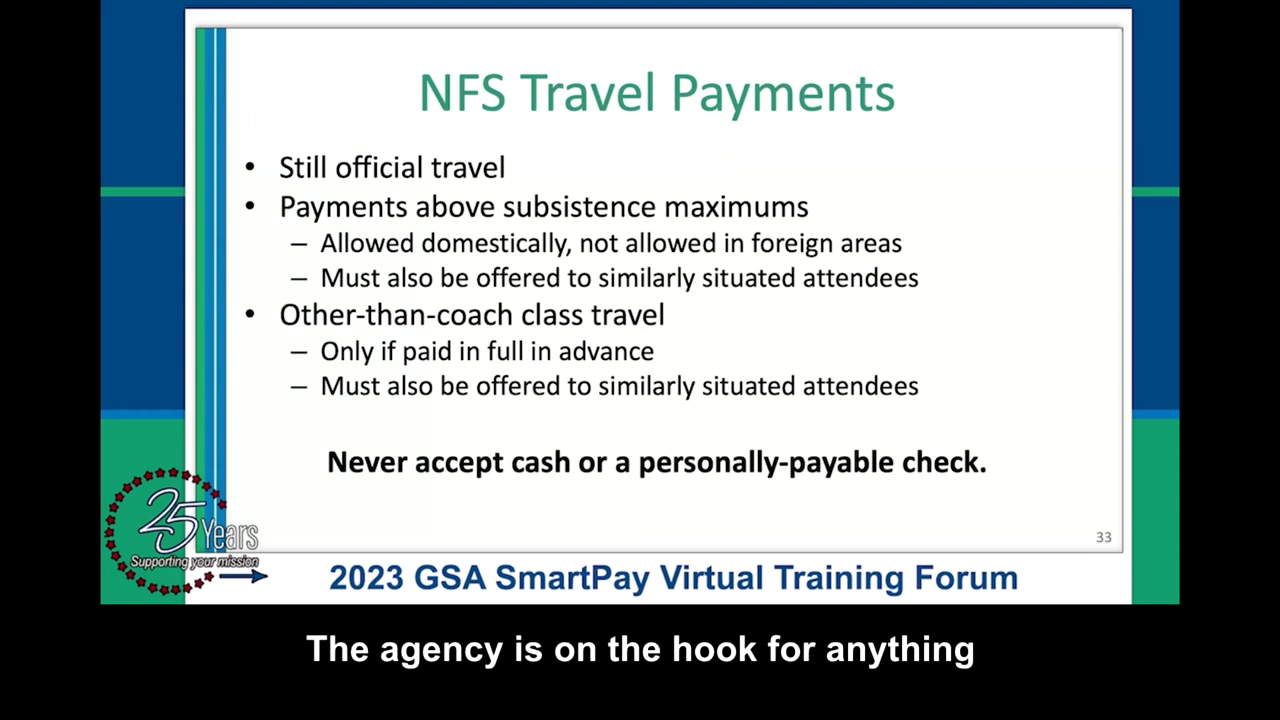 NFS Travel Payments
• Still official travel
• Payments above subsistence maximums
– Allowed domestically, not allowed in foreign areas
– Must also be offered to similarly situated attendees
• Other-than-coach class travel
– Only if paid in full in advance
– Must also be offered to similarly situated attendees
Never accept cash or a personally-payable check.
33
25 Years
Supporting your mission
2023 GSA SmartPay Virtual Training Forum
The agency is on the hook for anything